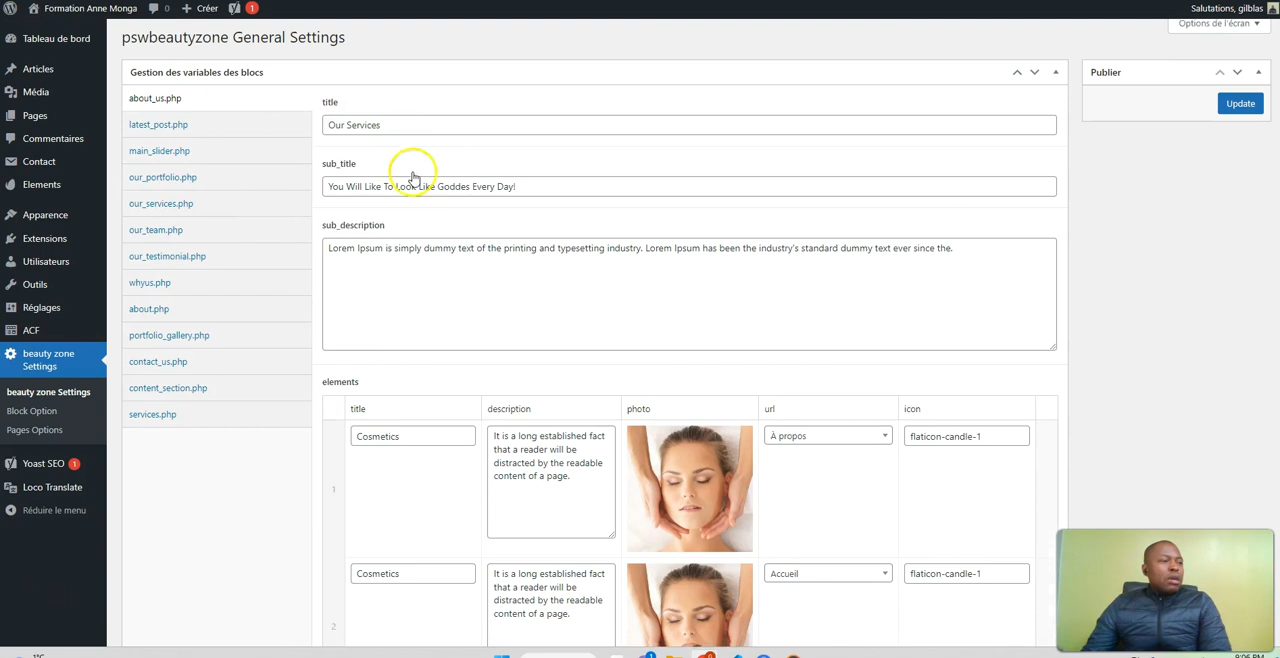 Formation Anne Monga
0
Créer
1
Salutations, gilblas
Tableau de bord
Articles
Média
Pages
Commentaires
Contact
Elements
Apparence
Extensions
Utilisateurs
Outils
Réglages
ACF
beauty zone
Settings
beauty zone Settings
Block Option
Pages Options
Yoast SEO 1
Loco Translate
Réduire le menu
pswbeautyzone General Settings
Options de l'écran
Gestion des variables des blocs
about_us.php
latest_post.php
main_slider.php
our_portfolio.php
our_services.php
our_team.php
our_testimonial.php
whyus.php
about.php
portfolio_gallery.php
contact_us.php
content_section.php
services.php
title
Our Services
sub_title
You Will Like To Look Like Goddes Every Day!
sub_description
Lorem Ipsum is simply dummy text of the printing and typesetting industry. Lorem Ipsum has been the industry's standard dummy text ever since the.
elements
title description photo url icon
1
Cosmetics
It is a long established fact
that a reader will be
distracted by the readable
content of a page.
À propos
flaticon-candle-1
2
Cosmetics
It is a long established fact
that a reader will be
distracted by the readable
content of a page.
Accueil
flaticon-candle-1
Publier
Update